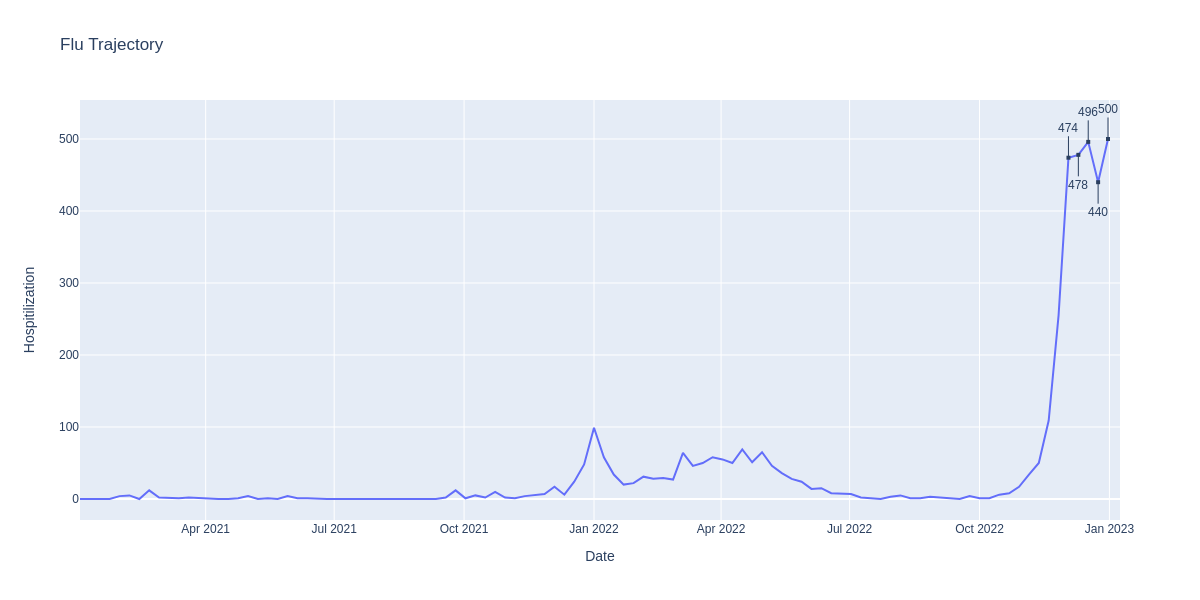 Flu Trajectory
500
496
474
478
440
500
400
300
200
100
0
Hospitilization
Apr 2021
Jul 2021
Oct 2021
Jan 2022
Apr 2022
Jul 2022
Oct 2022
Jan 2023
Date